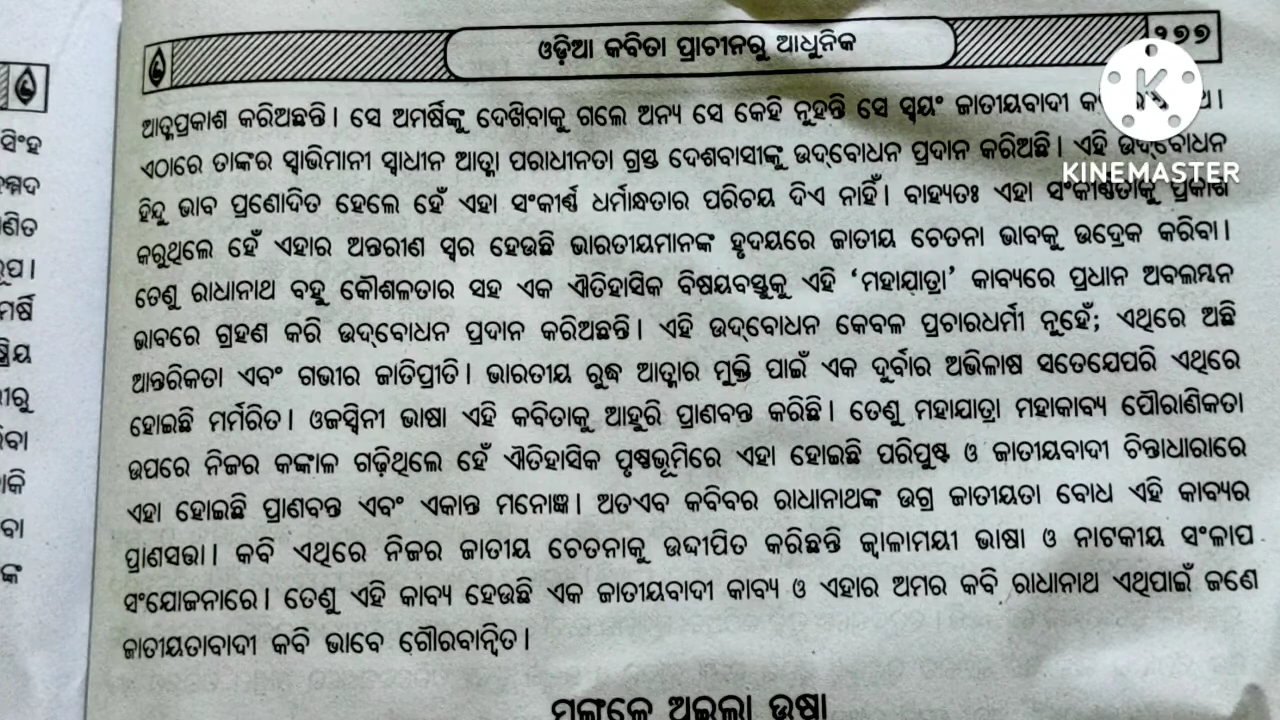 ଓଡ଼ିଆ କବିତା ପ୍ରାଚୀନରୁ ଆଧୁନିକ
ଆତ୍ମପ୍ରକାଶ କରିଅଛନ୍ତି। ସେ ଅମର୍ଷିଙ୍କୁ ଦେଖିବାକୁ ଗଲେ ଅନ୍ୟ ସେ କେହି ନୁହନ୍ତି ସେ ସ୍ୱୟଂ ଜାତୀୟବାଦୀ
ଏଠାରେ ତାଙ୍କର ସ୍ୱାଭିମାନୀ ସ୍ୱାଧୀନ ଆତ୍ମା ପରାଧୀନତା ଗ୍ରସ୍ତ ଦେଶବାସୀଙ୍କୁ ଉଦ୍‌ବୋଧନ ପ୍ରଦାନ କରିଅଛି। ଏହି ଉଦ୍‌ବୋଧନ
ହିନ୍ଦୁ ଭାବ ପ୍ରଣୋଦିତ ହେଲେ ହେଁ ଏହା ସଂକୀର୍ଣ୍ଣ ଧର୍ମାନ୍ଧତାର ପରିଚୟ ଦିଏ ନାହିଁ। ବାହ୍ୟତଃ ଏହା ସଂକୀର୍ଣ୍ଣତାକୁ ପ୍ରକାଶ
କରୁଥିଲେ ହେଁ ଏହାର ଅନ୍ତରୀଣ ସ୍ୱର ହେଉଛି ଭାରତୀୟମାନଙ୍କ ହୃଦୟରେ ଜାତୀୟ ଚେତନା ଭାବକୁ ଉଦ୍ରେକ କରିବା।
ତେଣୁ ରାଧାନାଥ ବହୁ କୌଶଳତାର ସହ ଏକ ଐତିହାସିକ ବିଷୟବସ୍ତୁକୁ ଏହି ‘ମହାଯାତ୍ରା’ କାବ୍ୟରେ ପ୍ରଧାନ ଅବଲମ୍ବନ
ଭାବରେ ଗ୍ରହଣ କରି ଉଦ୍‌ବୋଧନ ପ୍ରଦାନ କରିଅଛନ୍ତି। ଏହି ଉଦ୍‌ବୋଧନ କେବଳ ପ୍ରଚାରଧର୍ମୀ ନୁହେଁ; ଏଥିରେ ଅଛି
ଆନ୍ତରିକତା ଏବଂ ଗଭୀର ଜାତିପ୍ରୀତି। ଭାରତୀୟ ରୁଦ୍ଧ ଆତ୍ମାର ମୁକ୍ତି ପାଇଁ ଏକ ଦୁର୍ବାର ଅଭିଳାଷ ସତେଯେପରି ଏଥିରେ
ହୋଇଛି ମର୍ମରିତ। ଓଜସ୍ୱିନୀ ଭାଷା ଏହି କବିତାକୁ ଆହୁରି ପ୍ରାଣବନ୍ତ କରିଛି। ତେଣୁ ମହାଯାତ୍ରା ମହାକାବ୍ୟ ପୌରାଣିକତା
ଉପରେ ନିଜର କଙ୍କାଳ ଗଢ଼ିଥିଲେ ହେଁ ଐତିହାସିକ ପୃଷ୍ଠଭୂମିରେ ଏହା ହୋଇଛି ପରିପୁଷ୍ଟ ଓ ଜାତୀୟବାଦୀ ଚିନ୍ତାଧାରାରେ
ଏହା ହୋଇଛି ପ୍ରାଣବନ୍ତ ଏବଂ ଏକାନ୍ତ ମନୋଜ୍ଞ। ଅତଏବ କବିବର ରାଧାନାଥଙ୍କ ଉଗ୍ର ଜାତୀୟତା ବୋଧ ଏହି କାବ୍ୟର
ପ୍ରାଣସତ୍ତା। କବି ଏଥିରେ ନିଜର ଜାତୀୟ ଚେତନାକୁ ଉଦ୍ଦୀପିତ କରିଛନ୍ତି ଜ୍ୱାଳାମୟୀ ଭାଷା ଓ ନାଟକୀୟ ସଂଳାପ
ସଂଯୋଜନାରେ। ତେଣୁ ଏହି କାବ୍ୟ ହେଉଛି ଏକ ଜାତୀୟବାଦୀ କାବ୍ୟ ଓ ଏହାର ଅମର କବି ରାଧାନାଥ ଏଥିପାଇଁ ଜଣେ
ଜାତୀୟତାବାଦୀ କବି ଭାବେ ଗୌରବାନ୍ୱିତ।
ମଙ୍ଗଳେ ଅଇଲା ଉଷା
KINEMASTER